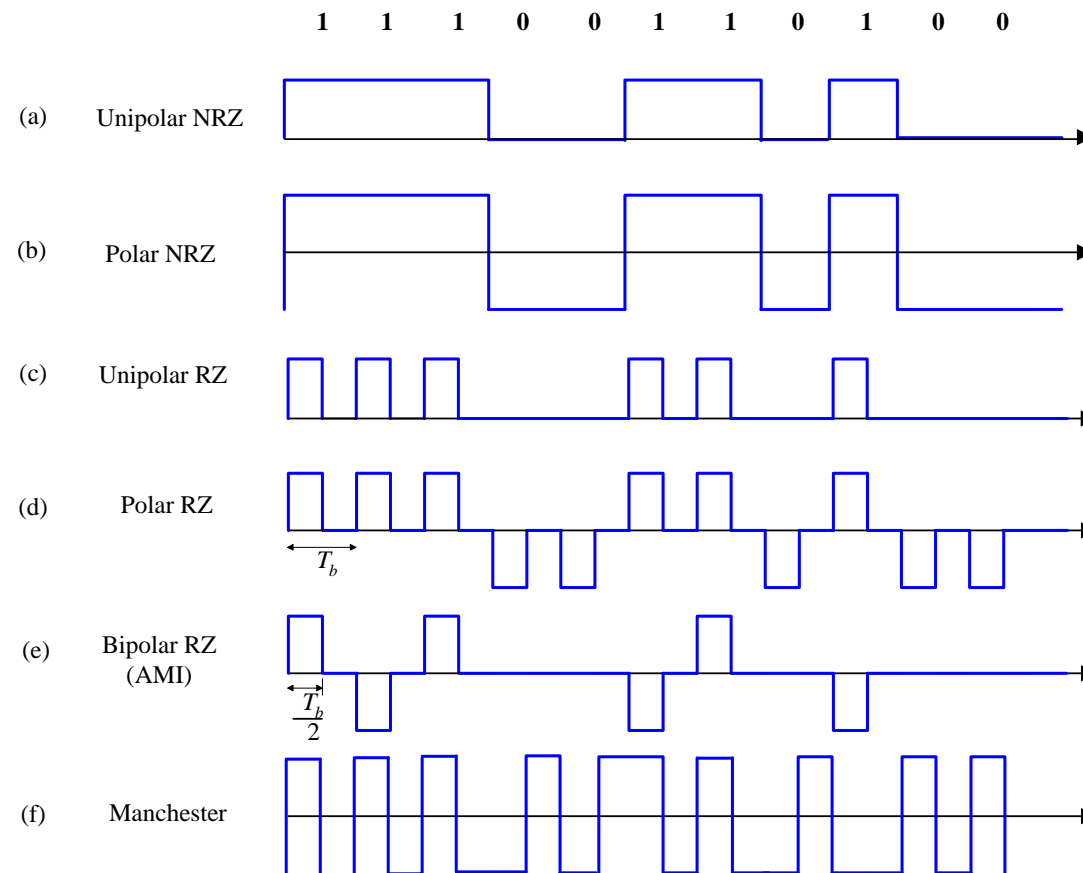 1 1 1 0 0 1 1 0 1 0 0
(a) Unipolar NRZ
(b) Polar NRZ
(c) Unipolar RZ
(d) Polar RZ
T_b
(e) Bipolar RZ
(AMI)
T_b
2
(f) Manchester